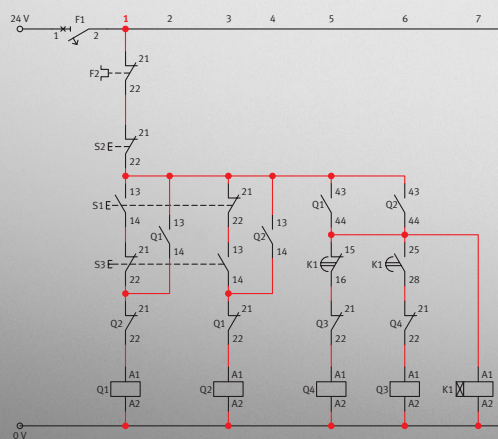 24 V F1 1 2 3 4 5 6 7
1 2
F2 21
22
S2 21
22
S1 13 21 43 43
Q1 13 Q2 13 Q1 Q2
14 22 44 44
S3 21 14 13 14 K1 15 K1 25
22 14 16 28
Q2 21 Q1 21 Q3 21 Q4 21
22 22 22 22
A1 A1 A1 A1 A1
Q1 Q2 Q4 Q3 K1
A2 A2 A2 A2 A2
0 V